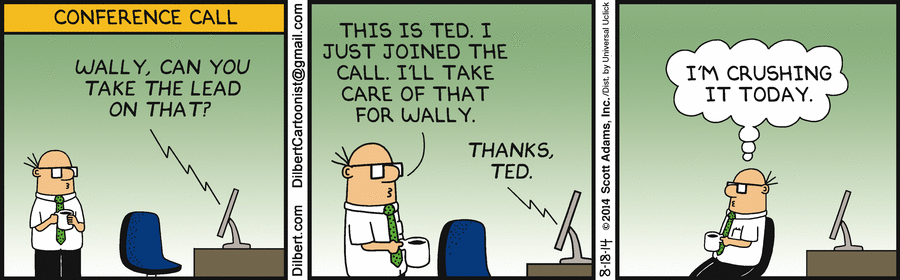 CONFERENCE CALL
WALLY, CAN YOU
TAKE THE LEAD
ON THAT?
Dilbert.com DilbertCartoonist@gmail.com
THIS IS TED. I
JUST JOINED THE
CALL. I'LL TAKE
CARE OF THAT
FOR WALLY.
THANKS,
TED.
8-18-14 ©2014 Scott Adams, Inc. /Dist. by Universal Uclick
I'M CRUSHING
IT TODAY.